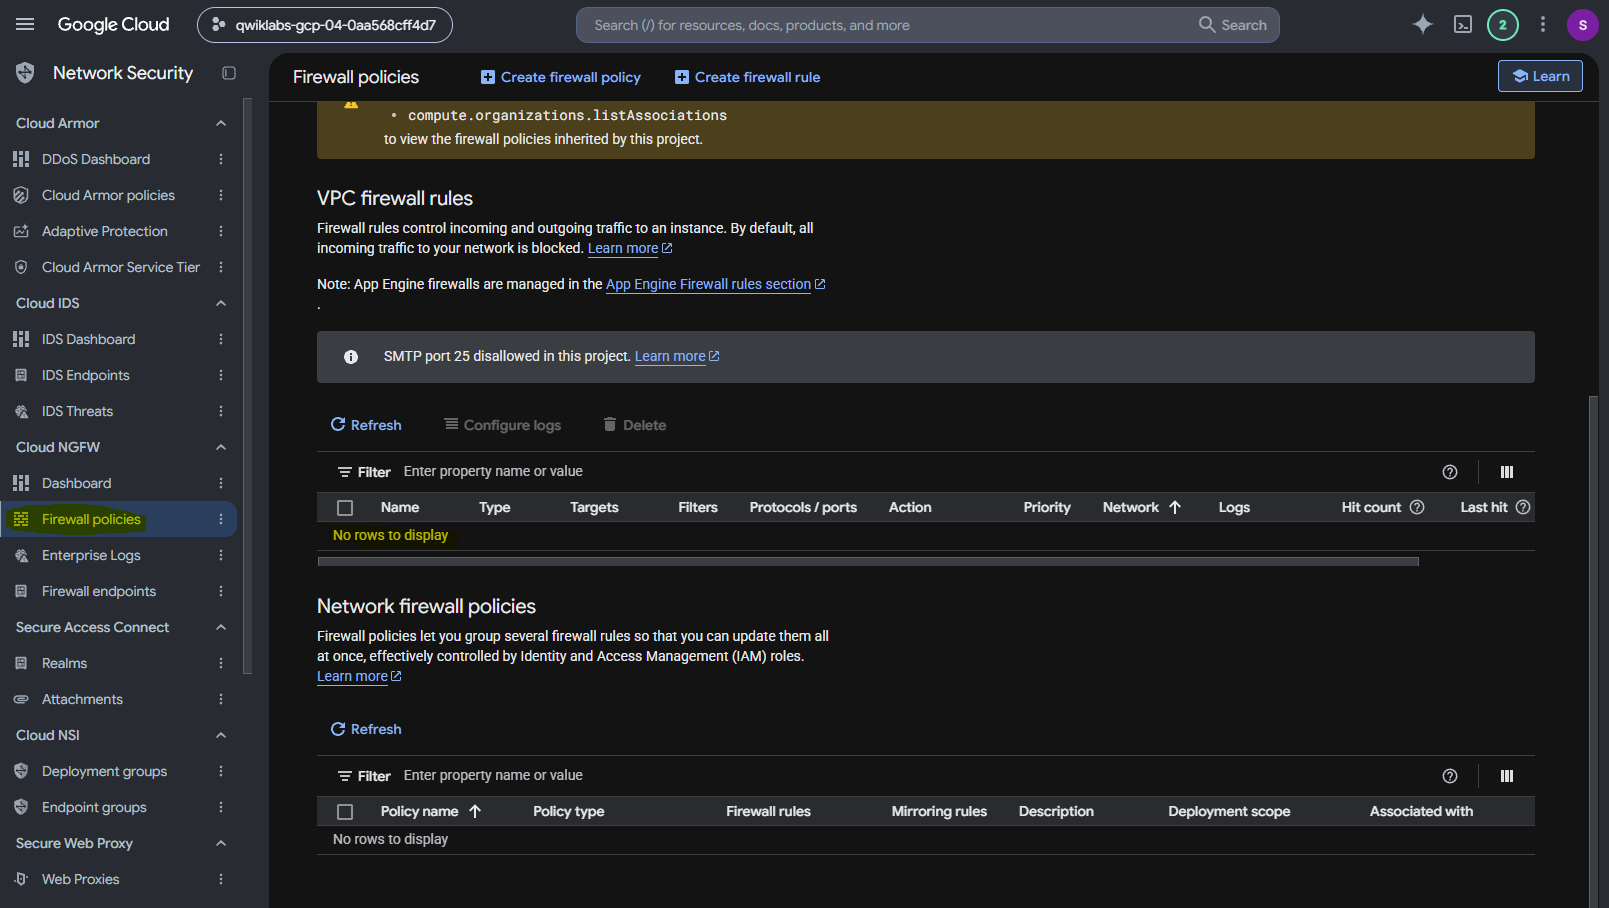 Google Cloud
qwiklabs-gcp-04-0aa568cff4d7
Search (/) for resources, docs, products, and more
Search
2
S
Network Security
Cloud Armor
DDoS Dashboard
Cloud Armor policies
Adaptive Protection
Cloud Armor Service Tier
Cloud IDS
IDS Dashboard
IDS Endpoints
IDS Threats
Cloud NGFW
Dashboard
Firewall policies
Enterprise Logs
Firewall endpoints
Secure Access Connect
Realms
Attachments
Cloud NSI
Deployment groups
Endpoint groups
Secure Web Proxy
Web Proxies
Firewall policies
Create firewall policy
Create firewall rule
Learn
• compute.organizations.listAssociations
to view the firewall policies inherited by this project.
VPC firewall rules
Firewall rules control incoming and outgoing traffic to an instance. By default, all
incoming traffic to your network is blocked. Learn more
Note: App Engine firewalls are managed in the App Engine Firewall rules section
.
SMTP port 25 disallowed in this project. Learn more
Refresh Configure logs Delete
Filter Enter property name or value
Name Type Targets Filters Protocols / ports Action Priority Network Logs Hit count Last hit
No rows to display
Network firewall policies
Firewall policies let you group several firewall rules so that you can update them all
at once, effectively controlled by Identity and Access Management (IAM) roles.
Learn more
Refresh
Filter Enter property name or value
Policy name Policy type Firewall rules Mirroring rules Description Deployment scope Associated with
No rows to display